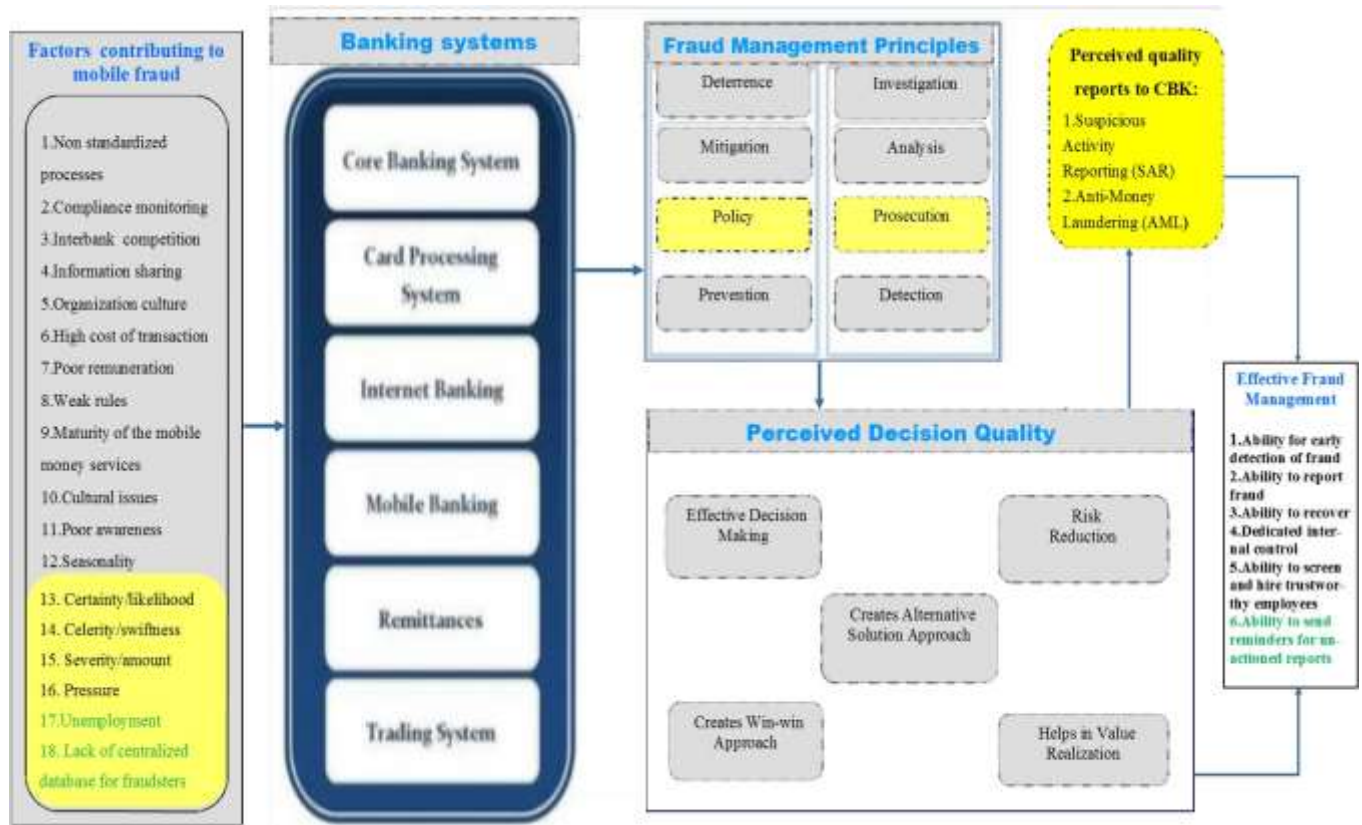 Factors contributing to
mobile fraud
1.Non standardized
processes
2.Compliance monitoring
3.Interbank competition
4.Information sharing
5.Organization culture
6.High cost of transaction
7.Poor remuneration
8.Weak rules
9.Maturity of the mobile
money services
10.Cultural issues
11.Poor awareness
12.Seasonality
13. Certainty/likelihood
14. Celerity/swiftness
15. Severity/amount
16. Pressure
17.Unemployment
18. Lack of centralized
database for fraudsters
Banking systems
Core Banking System
Card Processing
System
Internet Banking
Mobile Banking
Remittances
Trading System
Fraud Management Principles
Deterrence
Investigation
Mitigation
Analysis
Policy
Prosecution
Prevention
Detection
Perceived Decision Quality
Effective Decision
Making
Risk
Reduction
Creates Alternative
Solution Approach
Creates Win-win
Approach
Helps in Value
Realization
Perceived quality
reports to CBK:
1.Suspicious
Activity
Reporting (SAR)
2.Anti-Money
Laundering (AML)
Effective Fraud
Management
1.Ability for early
detection of fraud
2.Ability to report
fraud
3.Ability to recover
4.Dedicated inter-
nal control
5.Ability to screen
and hire trustwor-
thy employees
6.Ability to send
reminders for un-
actioned reports